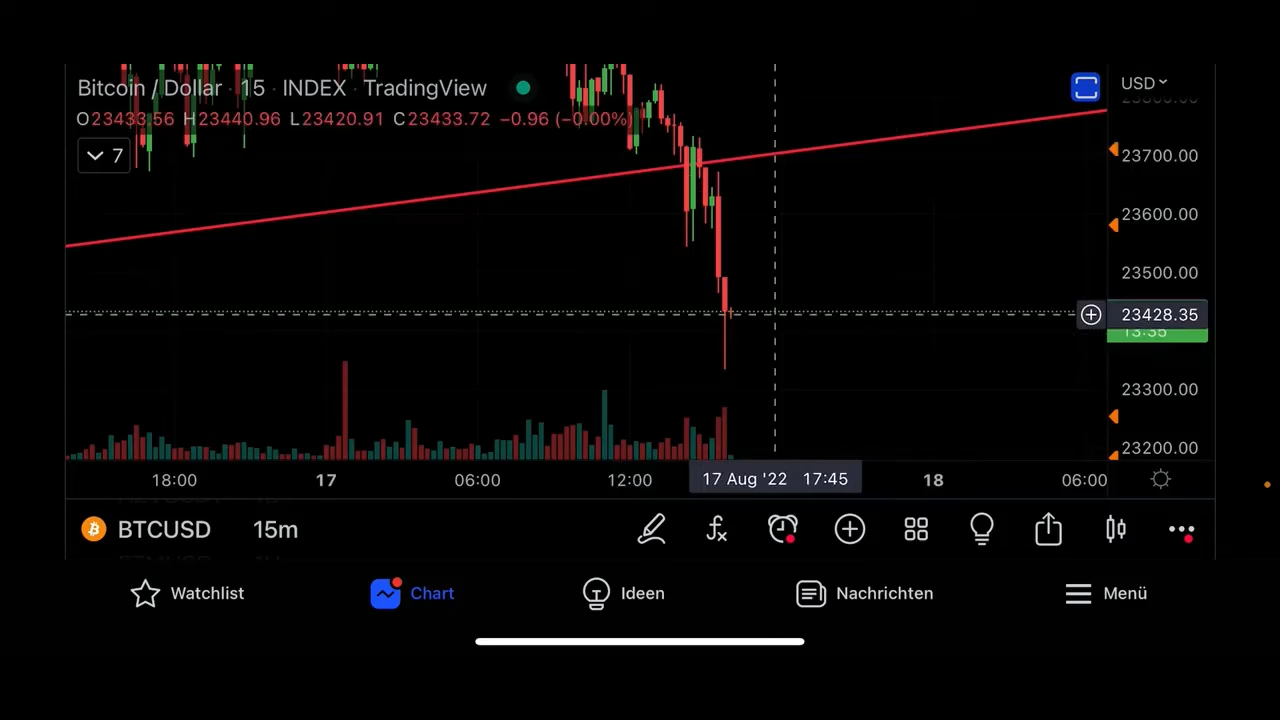 Bitcoin / Dollar · 15 · INDEX · TradingView
USD
O23433.56 H23440.96 L23420.91 C23433.72 −0.96 (−0.00%)
7
23700.00
23600.00
23500.00
23428.35
13:35
23300.00
23200.00
18:00 17 06:00 12:00 17 Aug '22 17:45 18 06:00
BTCUSD 15m
Watchlist Chart Ideen Nachrichten Menü